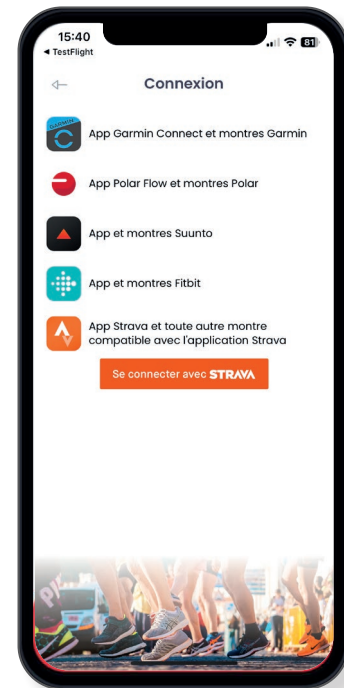 15:40
81
◄ TestFlight
Connexion
GARMIN
App Garmin Connect et montres Garmin
App Polar Flow et montres Polar
App et montres Suunto
App et montres Fitbit
App Strava et toute autre montre
compatible avec l'application Strava
Se connecter avec STRAVA